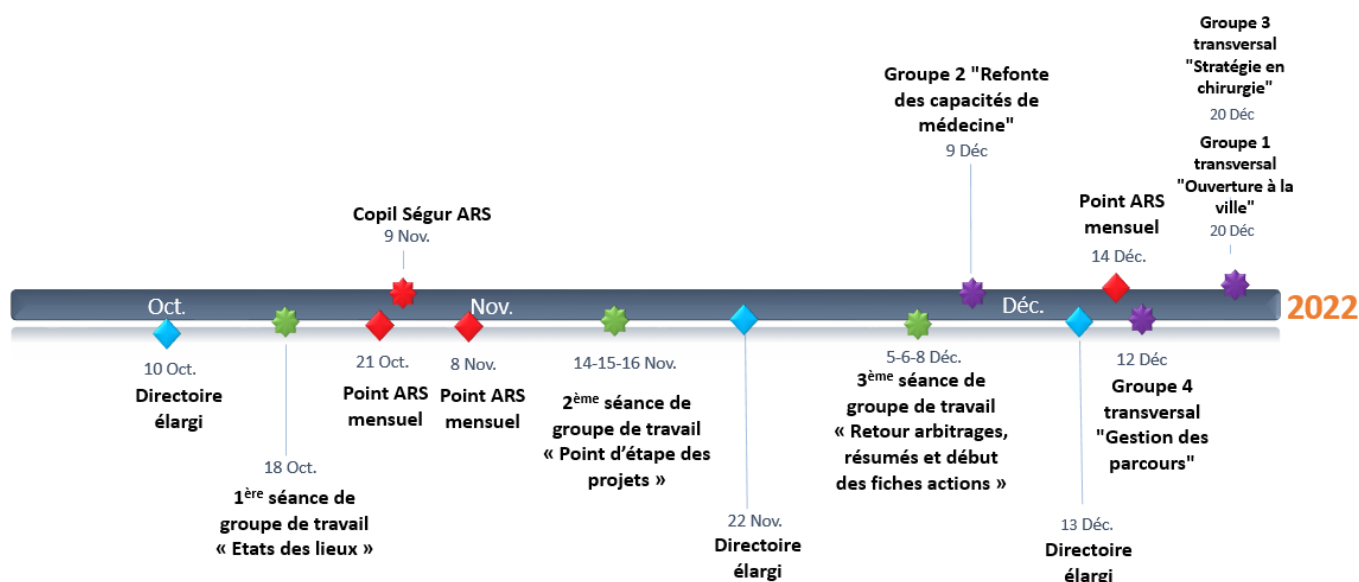 Groupe 3
transversal
"Stratégie en
chirurgie"
20 Déc
Groupe 1
transversal
"Ouverture à la
ville"
20 Déc
Groupe 2 "Refonte
des capacités de
médecine"
9 Déc
Point ARS
mensuel
14 Déc.
Copil Ségur ARS
9 Nov.
Oct.
Nov.
Déc.
2022
10 Oct.
Directoire
élargi
18 Oct.
1ère séance de
groupe de travail
« Etats des lieux »
21 Oct.
Point ARS
mensuel
8 Nov.
Point ARS
mensuel
14-15-16 Nov.
2ème séance de
groupe de travail
« Point d’étape des
projets »
22 Nov.
Directoire
élargi
5-6-8 Déc.
3ème séance de
groupe de travail
« Retour arbitrages,
résumés et début
des fiches actions »
13 Déc.
Directoire
élargi
12 Déc
Groupe 4
transversal
"Gestion des
parcours"